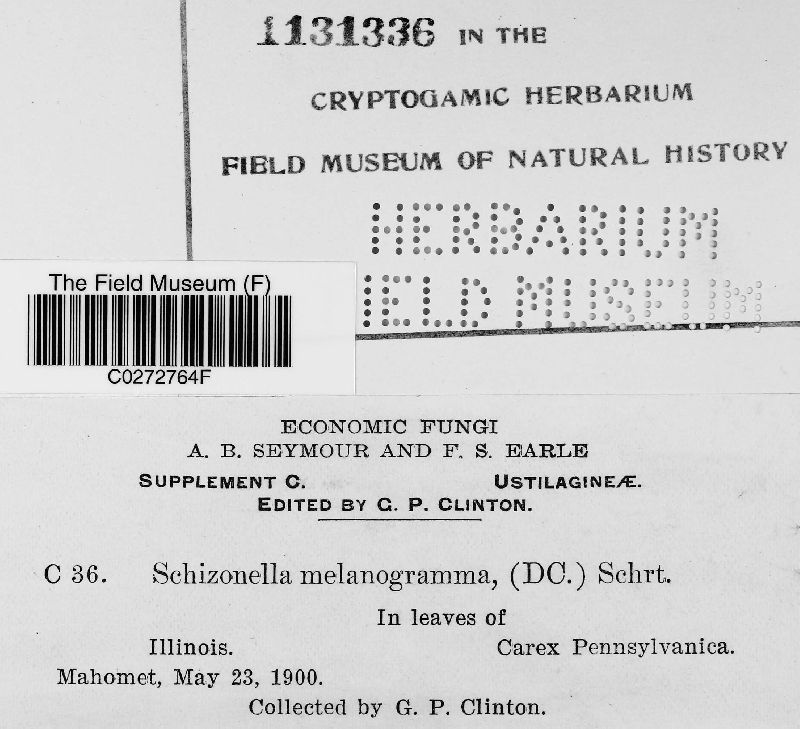 1131336 IN THE
CRYPTOGAMIC HERBARIUM
FIELD MUSEUM OF NATURAL HISTORY
HERBARIUM
IELD MUSEUM
The Field Museum (F)
C0272764F
ECONOMIC FUNGI
A. B. SEYMOUR AND F. S. EARLE
SUPPLEMENT C. USTILAGINEÆ.
EDITED BY G. P. CLINTON.
C 36. Schizonella melanogramma, (DC.) Schrt.
In leaves of
Illinois. Carex Pennsylvanica.
Mahomet, May 23, 1900.
Collected by G. P. Clinton.